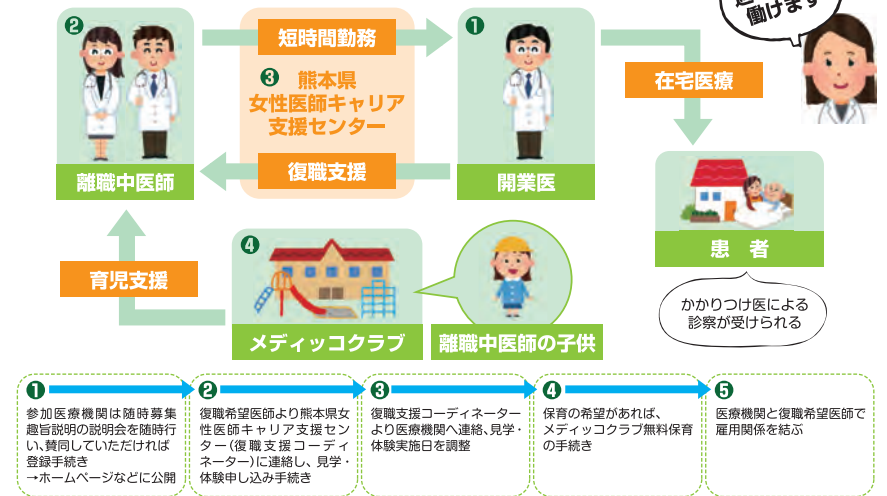 働けます
❷
短時間勤務
❶
❸ 熊本県
女性医師キャリア
支援センター
在宅医療
復職支援
離職中医師
開業医
患　者
❹
育児支援
かかりつけ医による
診察が受けられる
メディッコクラブ
離職中医師の子供
❶
参加医療機関は随時募集
趣旨説明の説明会を随時行
い、賛同していただければ
登録手続き
→ホームページなどに公開
❷
復職希望医師より熊本県女
性医師キャリア支援セン
ター（復職支援コーディ
ネーター）に連絡し、見学・
体験申し込み手続き
❸
復職支援コーディネーター
より医療機関へ連絡、見学・
体験実施日を調整
❹
保育の希望があれば、
メディッコクラブ無料保育
の手続き
❺
医療機関と復職希望医師で
雇用関係を結ぶ